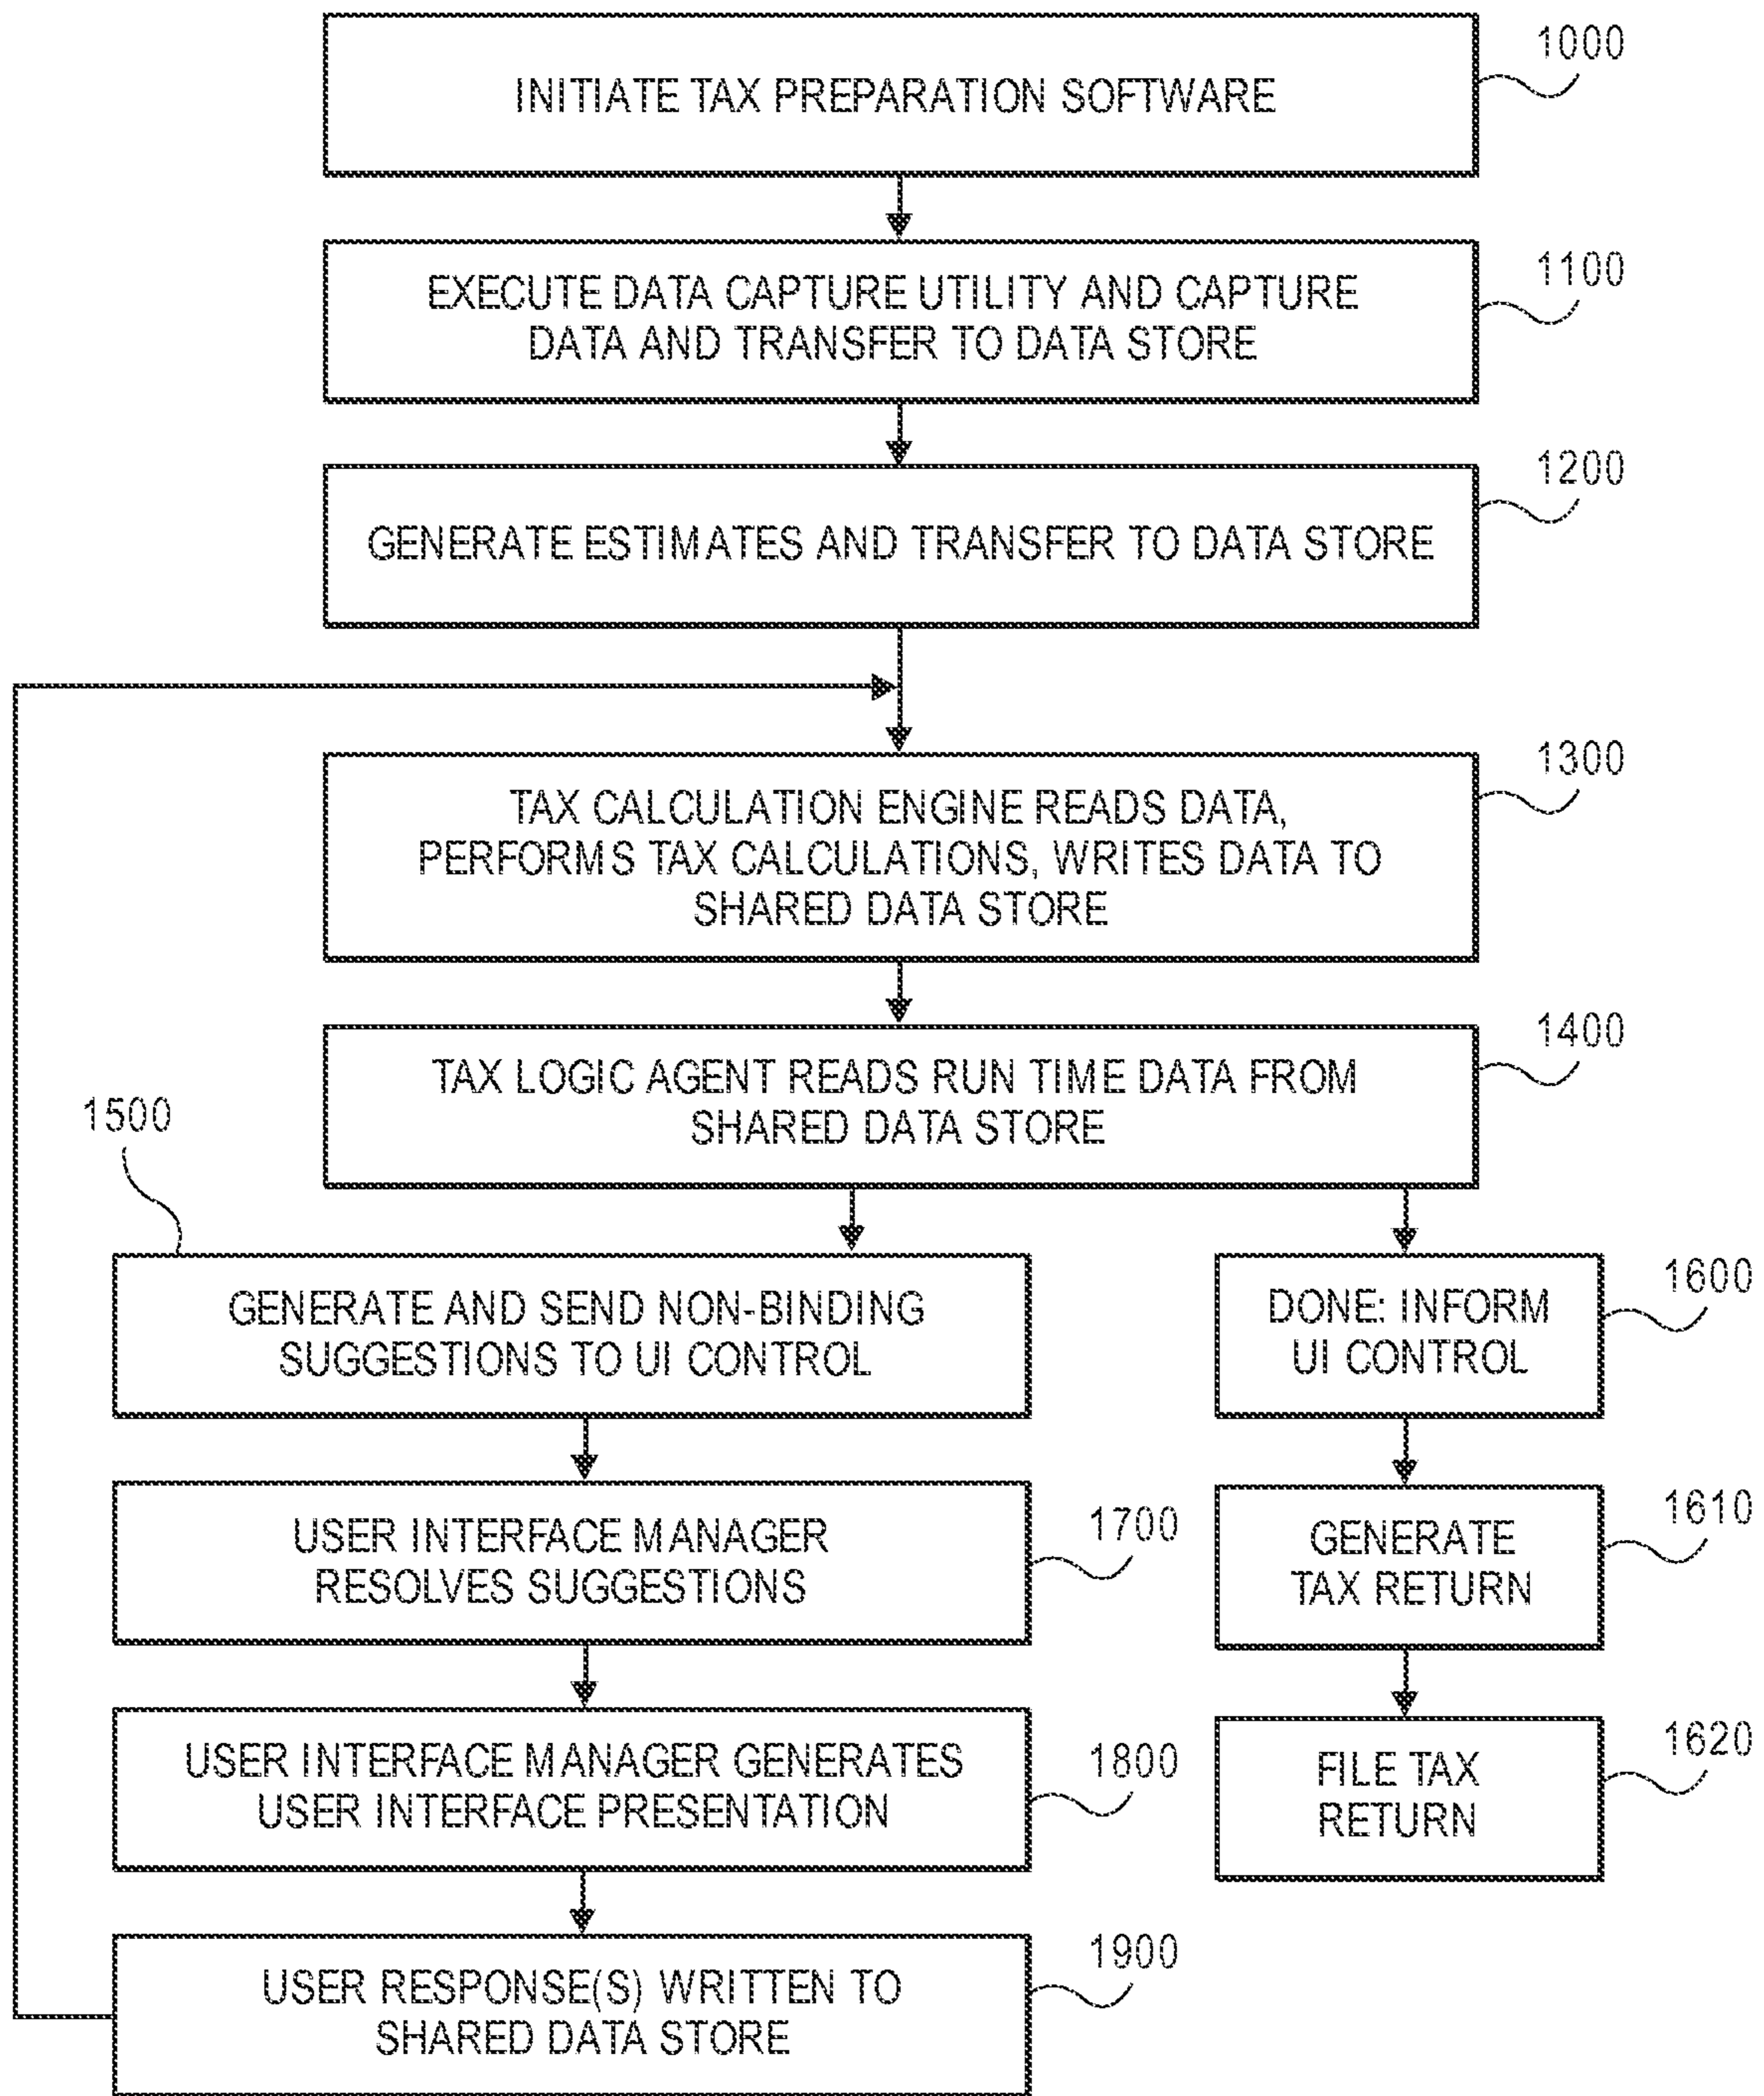 1000
INITIATE TAX PREPARATION SOFTWARE
1100
EXECUTE DATA CAPTURE UTILITY AND CAPTURE
DATA AND TRANSFER TO DATA STORE
1200
GENERATE ESTIMATES AND TRANSFER TO DATA STORE
1300
TAX CALCULATION ENGINE READS DATA,
PERFORMS TAX CALCULATIONS, WRITES DATA TO
SHARED DATA STORE
1400
TAX LOGIC AGENT READS RUN TIME DATA FROM
SHARED DATA STORE
1500
GENERATE AND SEND NON-BINDING
SUGGESTIONS TO UI CONTROL
1600
DONE: INFORM
UI CONTROL
1700
USER INTERFACE MANAGER
RESOLVES SUGGESTIONS
1610
GENERATE
TAX RETURN
1800
USER INTERFACE MANAGER GENERATES
USER INTERFACE PRESENTATION
1620
FILE TAX
RETURN
1900
USER RESPONSE(S) WRITTEN TO
SHARED DATA STORE